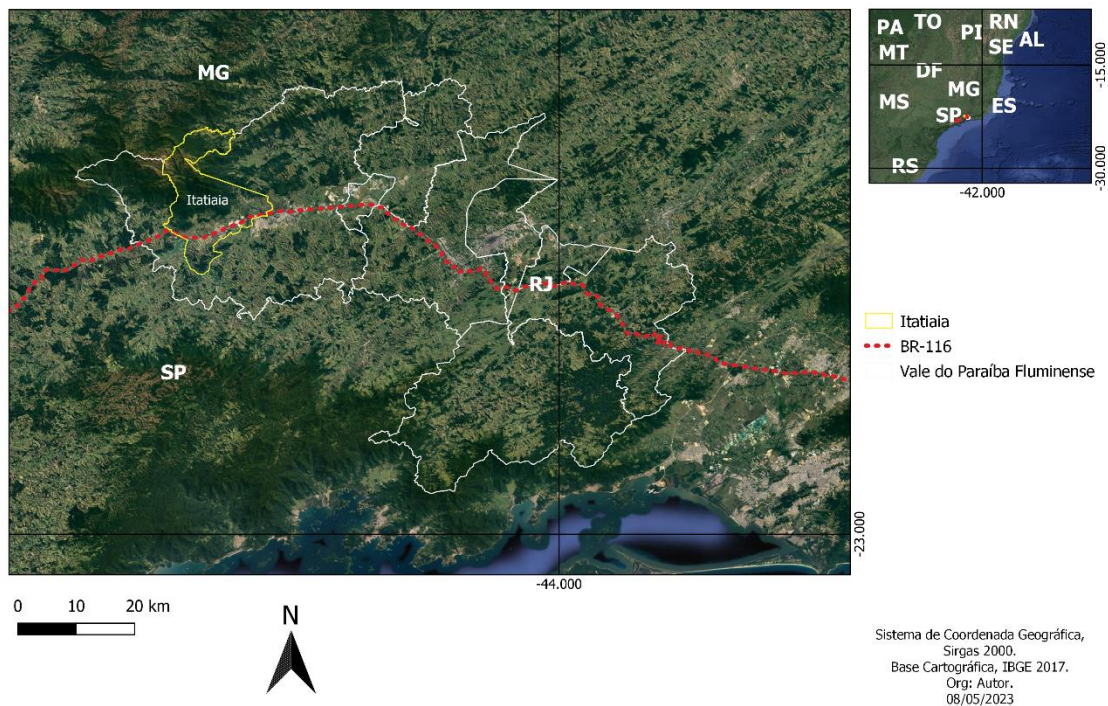 MG
Itatiaia
RJ
SP
-23.000
-44.000
PA
TO
PI
RN
MT
SE
AL
DF
-15.000
MS
MG
ES
SP
RS
-42.000
-30.000
Itatiaia
BR-116
Vale do Paraíba Fluminense
0 10 20 km
N
Sistema de Coordenada Geográfica,
Sirgas 2000.
Base Cartográfica, IBGE 2017.
Org: Autor.
08/05/2023